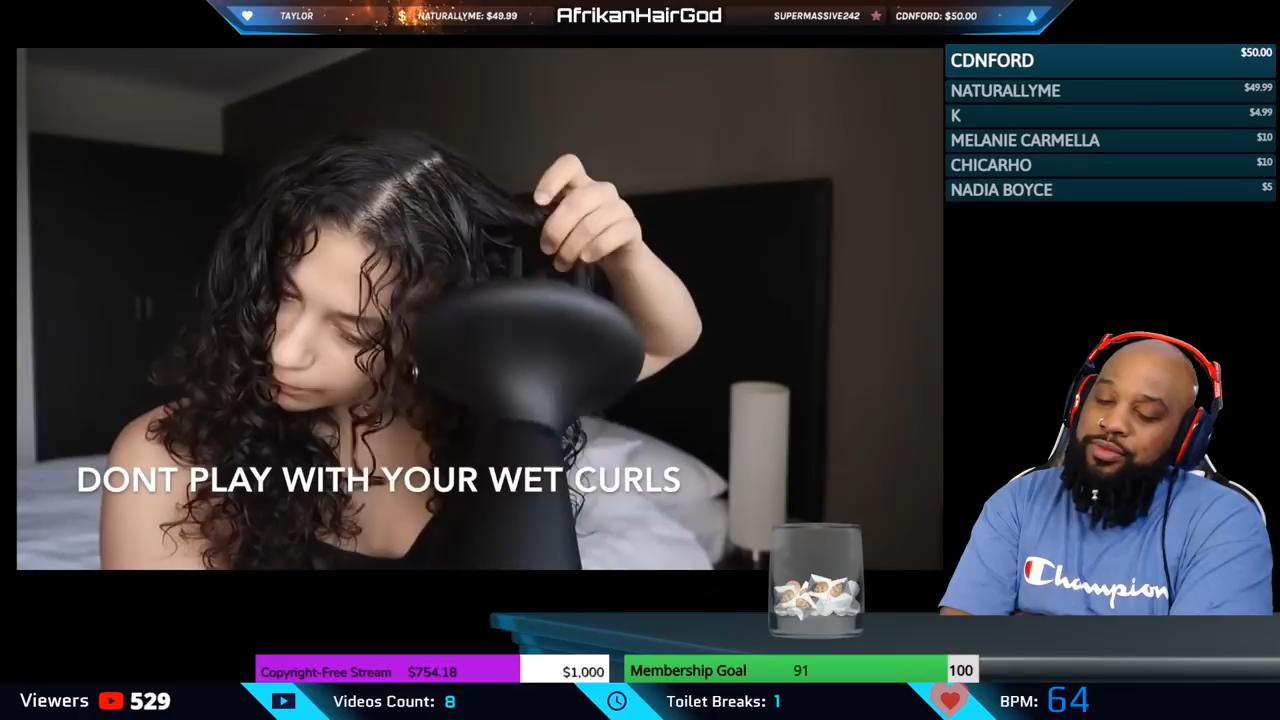 TAYLOR
$ NATURALLYME: $49.99
AfrikanHairGod
SUPERMASSIVE242
CDNFORD: $50.00
CDNFORD $50.00
NATURALLYME $49.99
K $4.99
MELANIE CARMELLA $10
CHICARHO $10
NADIA BOYCE $5
DONT PLAY WITH YOUR WET CURLS
Champion
Copyright-Free Stream $754.18 $1,000
Membership Goal 91 100
Viewers 529
Videos Count: 8
Toilet Breaks: 1
BPM: 64